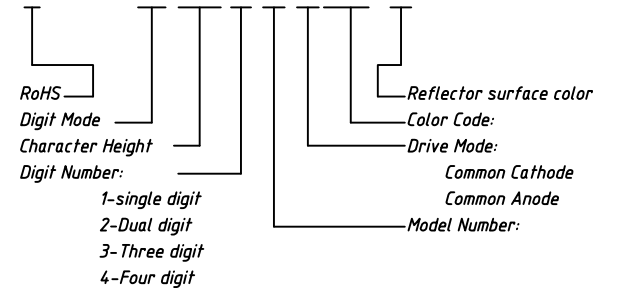 RoHS
Digit Mode
Character Height
Digit Number:
1-single digit
2-Dual digit
3-Three digit
4-Four digit
Reflector surface color
Color Code:
Drive Mode:
Common Cathode
Common Anode
Model Number: